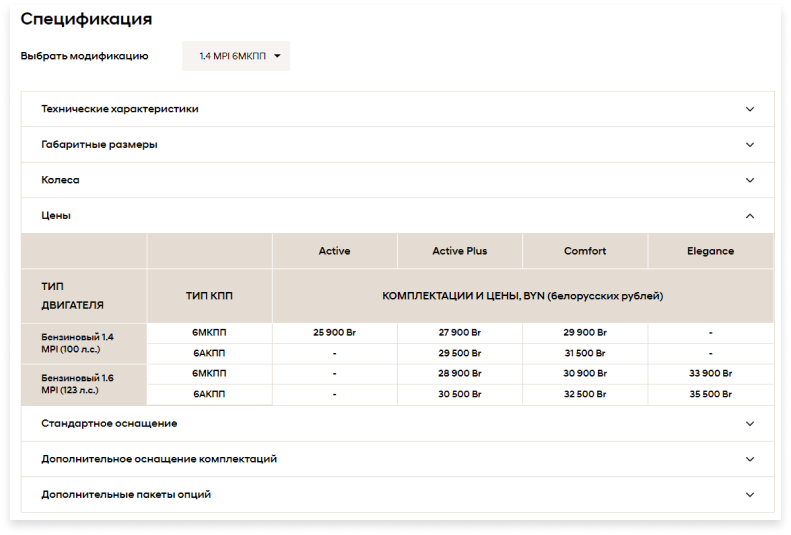 Спецификация
Выбрать модификацию 1.4 MPI 6МКПП
Технические характеристики
Габаритные размеры
Колеса
Цены
Active Active Plus Comfort Elegance
ТИП
ДВИГАТЕЛЯ
ТИП КПП
КОМПЛЕКТАЦИИ И ЦЕНЫ, BYN (белорусских рублей)
Бензиновый 1.4
MPI (100 л.с.)
6МКПП 25 900 Br 27 900 Br 29 900 Br -
6АКПП - 29 500 Br 31 500 Br -
Бензиновый 1.6
MPI (123 л.с.)
6МКПП - 28 900 Br 30 900 Br 33 900 Br
6АКПП - 30 500 Br 32 500 Br 35 500 Br
Стандартное оснащение
Дополнительное оснащение комплектаций
Дополнительные пакеты опций